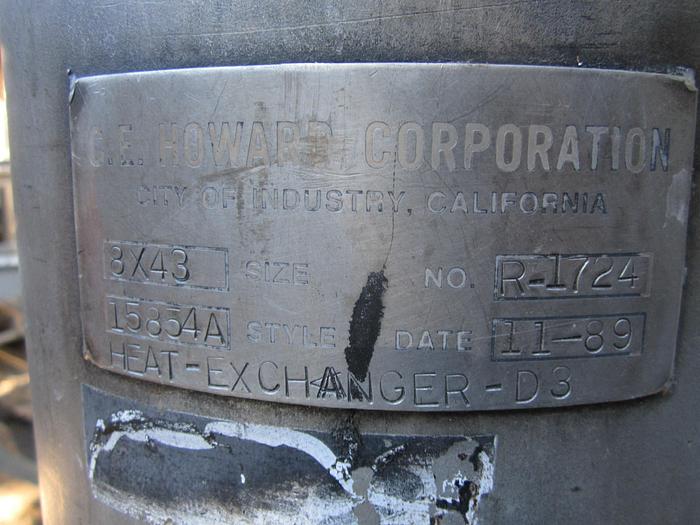 C.E. HOWARD CORPORATION
CITY OF INDUSTRY, CALIFORNIA
8X43 SIZE NO. R-1724
15854A STYLE DATE 11-89
HEAT-EXCHANGER-D3